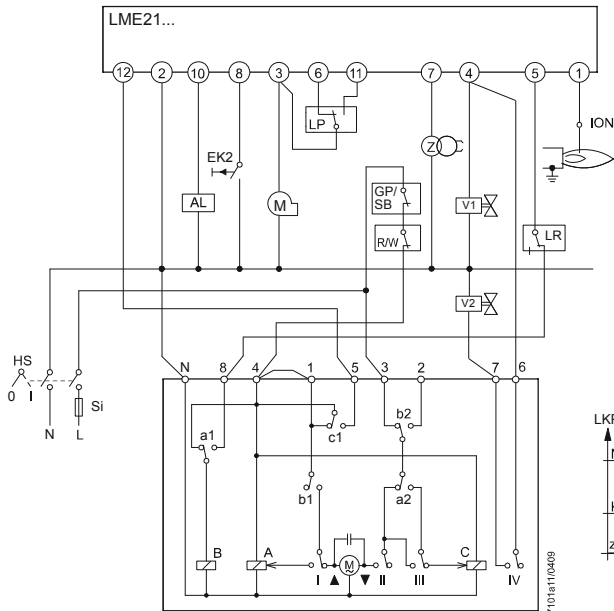 LME21...
12 2 10 8 3 6 11 7 4 5 1
LP
ION
EK2
Z
GP/
SB
AL
M
V1
R/W
LR
V2
HS
0 I
Si
N L
N 8 4 1 5 3 2 7 6
LKP
b2
c1
a1
N
b1
a2
B A C
I M II III IV
7101a11/0409